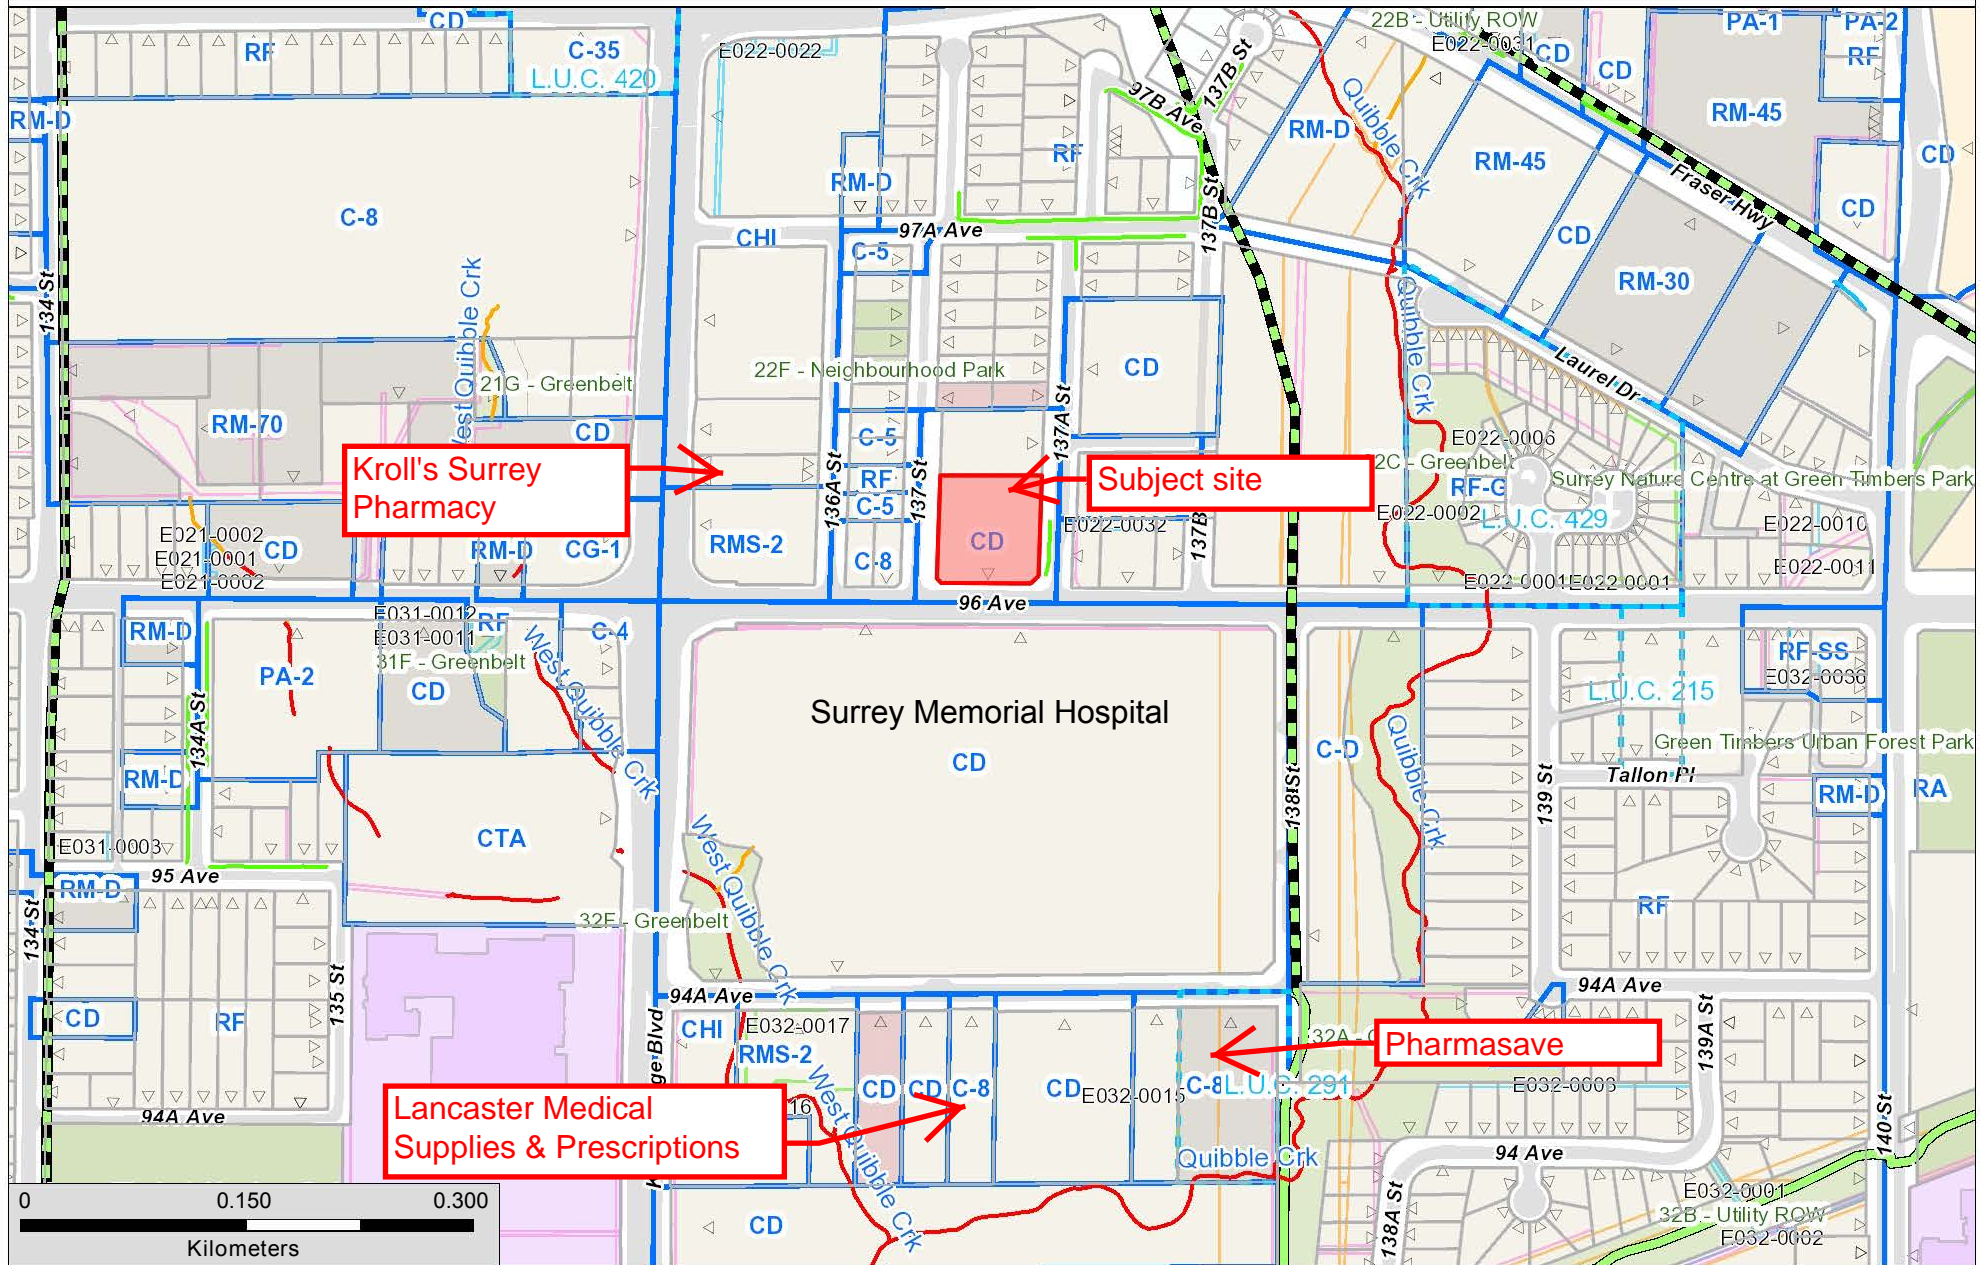 CD
RF
C-35
L.U.C. 420
E022-0022
22B - Utility ROW
E022-0031
CD
CD
PA-1
PA-2
RF
RM-D
97B Ave
137B St
RM-D
Quibble Crk
RM-45
RM-45
CD
RF
RM-D
C-8
CHI
97A Ave
C-5
137B St
Fraser Hwy
CD
CD
RM-30
134 St
West Quibble Crk
Quibble Crk
21G - Greenbelt
22F - Neighbourhood Park
CD
Laurel Dr
RM-70
CD
C-5
137A St
E022-0006
Kroll's Surrey
Pharmacy
Subject site
2C - Greenbelt
Surrey Nature Centre at Green Timbers Park
136A St
RF
C-5
137 St
RF-G
E022-0002
L.U.C. 429
E022-0010
E021-0002
E021-0001
E021-0002
CD
RM-D
CG-1
RMS-2
C-8
CD
E022-0032
137B
E022-0011
E022-0001
E022-0001
96 Ave
E031-0012
E031-0011
RF
C-4
RM-D
31F - Greenbelt
PA-2
CD
West Quibble Crk
134A St
RM-D
Surrey Memorial Hospital
CD
138 St
C-D
Quibble Crk
RF-SS
E032-0036
L.U.C. 215
Green Timbers Urban Forest Park
Tallon Pl
139 St
RM-D
RA
CTA
E031-0003
95 Ave
RM-D
West Quibble Crk
32F - Greenbelt
RF
134 St
135 St
CD
RF
94A Ave
94A Ave
CHI
E032-0017
RMS-2
32A -
Pharmasave
139A St
ge Blvd
CD
CD
C-8
CD
E032-0015
C-8
L.U.C. 291
E032-0008
Lancaster Medical
Supplies & Prescriptions
16
West Quibble Crk
94A Ave
Quibble Crk
94 Ave
140 St
138A St
E032-0001
32B - Utility ROW
E032-0002
CD
0 0.150 0.300
Kilometers